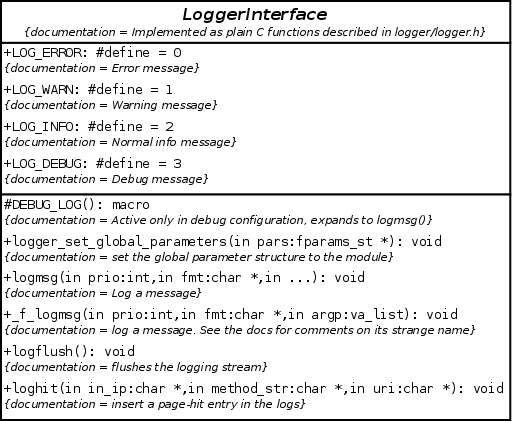 LoggerInterface
{documentation = Implemented as plain C functions described in logger/logger.h}
+LOG_ERROR: #define = 0
{documentation = Error message}
+LOG_WARN: #define = 1
{documentation = Warning message}
+LOG_INFO: #define = 2
{documentation = Normal info message}
+LOG_DEBUG: #define = 3
{documentation = Debug message}
#DEBUG_LOG(): macro
{documentation = Active only in debug configuration, expands to logmsg()}
+logger_set_global_parameters(in pars:fparams_st *): void
{documentation = set the global parameter structure to the module}
+logmsg(in prio:int,in fmt:char *,in ...): void
{documentation = Log a message}
+_f_logmsg(in prio:int,in fmt:char *,in argp:va_list): void
{documentation = log a message. See the docs for comments on its strange name}
+logflush(): void
{documentation = flushes the logging stream}
+loghit(in in_ip:char *,in method_str:char *,in uri:char *): void
{documentation = insert a page-hit entry in the logs}